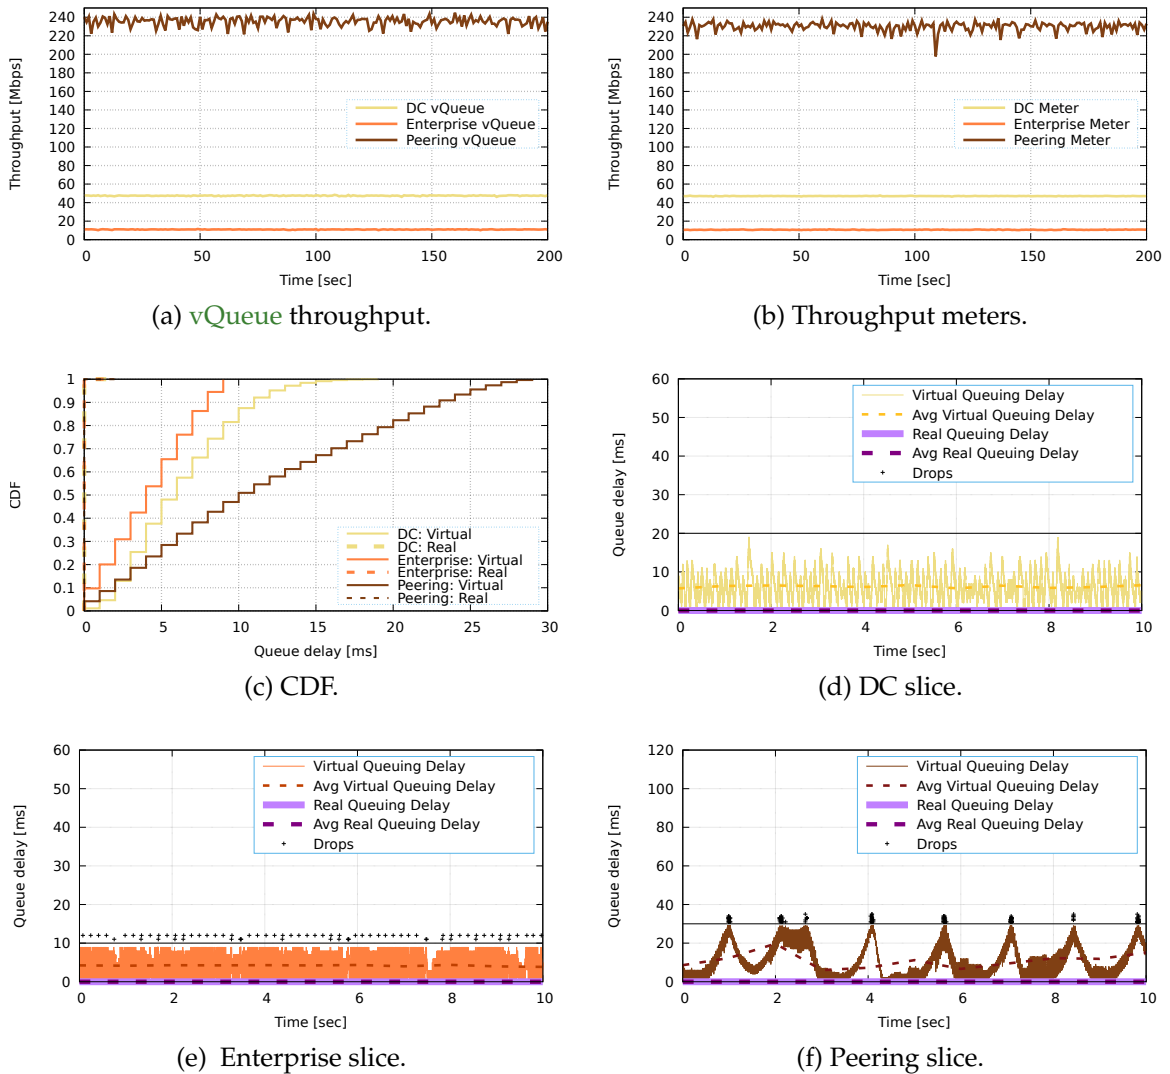 240
220
200
180
160
140
120
100
80
60
40
20
0
Throughput [Mbps]
DC vQueue
Enterprise vQueue
Peering vQueue
0 50 100 150 200
Time [sec]
(a) vQueue throughput.
240
220
200
180
160
140
120
100
80
60
40
20
0
Throughput [Mbps]
DC Meter
Enterprise Meter
Peering Meter
0 50 100 150 200
Time [sec]
(b) Throughput meters.
1
0.9
0.8
0.7
0.6
0.5
0.4
0.3
0.2
0.1
0
CDF
DC: Virtual
DC: Real
Enterprise: Virtual
Enterprise: Real
Peering: Virtual
Peering: Real
0 5 10 15 20 25 30
Queue delay [ms]
(c) CDF.
60
50
40
30
20
10
0
Queue delay [ms]
Virtual Queuing Delay
Avg Virtual Queuing Delay
Real Queuing Delay
Avg Real Queuing Delay
Drops
0 2 4 6 8 10
Time [sec]
(d) DC slice.
60
50
40
30
20
10
0
Queue delay [ms]
Virtual Queuing Delay
Avg Virtual Queuing Delay
Real Queuing Delay
Avg Real Queuing Delay
Drops
0 2 4 6 8 10
Time [sec]
(e) Enterprise slice.
120
100
80
60
40
20
0
Queue delay [ms]
Virtual Queuing Delay
Avg Virtual Queuing Delay
Real Queuing Delay
Avg Real Queuing Delay
Drops
0 2 4 6 8 10
Time [sec]
(f) Peering slice.